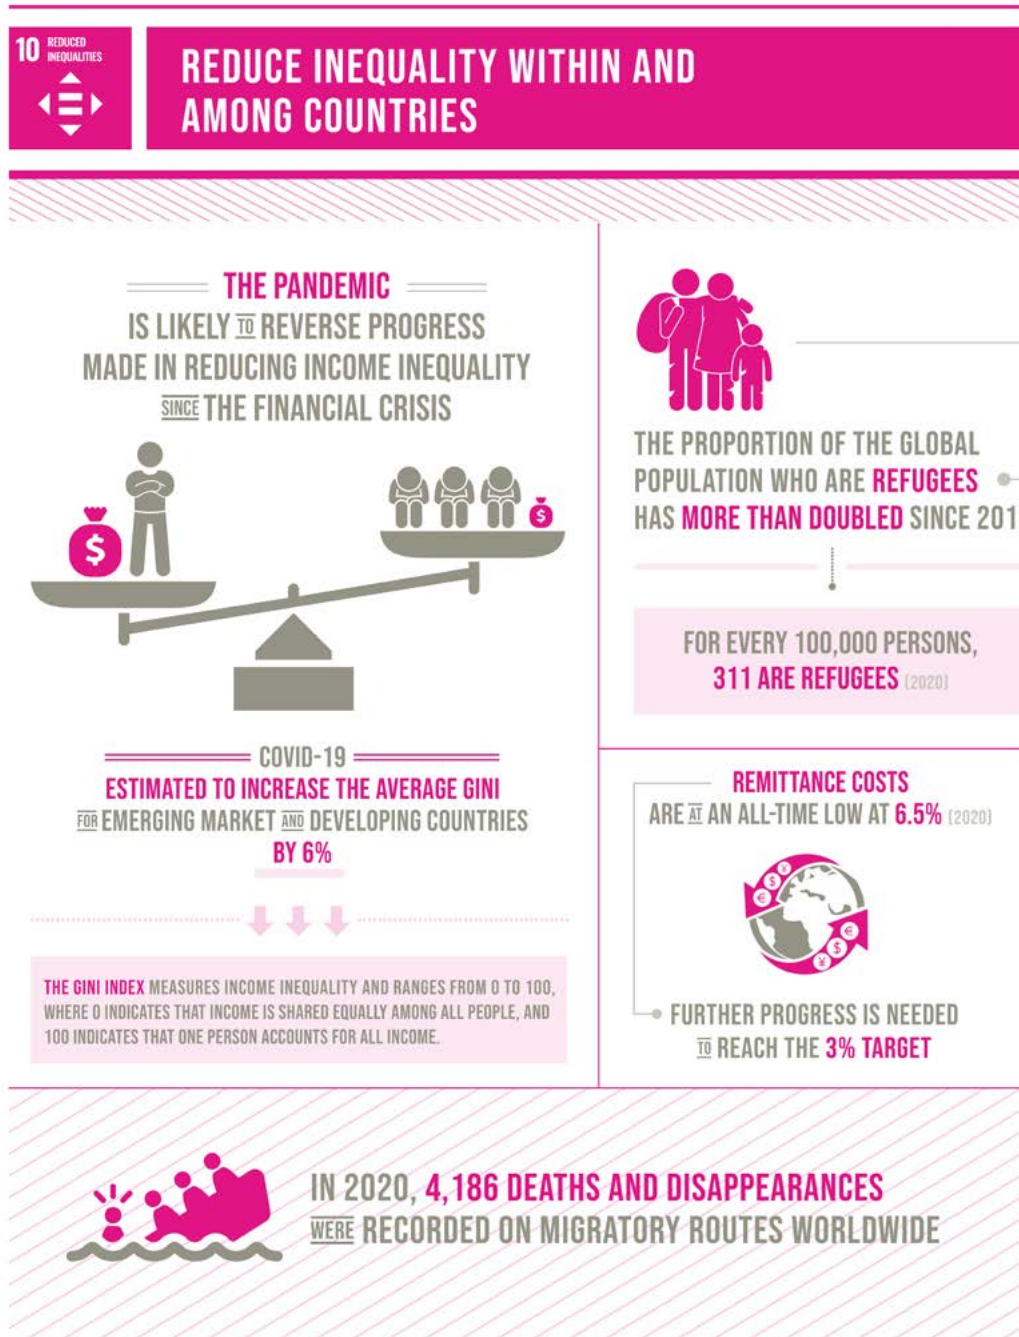 10 REDUCED
INEQUALITIES
REDUCE INEQUALITY WITHIN AND
AMONG COUNTRIES
THE PANDEMIC
IS LIKELY TO REVERSE PROGRESS
MADE IN REDUCING INCOME INEQUALITY
SINCE THE FINANCIAL CRISIS
$
$
COVID-19
ESTIMATED TO INCREASE THE AVERAGE GINI
FOR EMERGING MARKET AND DEVELOPING COUNTRIES
BY 6%
THE GINI INDEX MEASURES INCOME INEQUALITY AND RANGES FROM 0 TO 100,
WHERE 0 INDICATES THAT INCOME IS SHARED EQUALLY AMONG ALL PEOPLE, AND
100 INDICATES THAT ONE PERSON ACCOUNTS FOR ALL INCOME.
THE PROPORTION OF THE GLOBAL
POPULATION WHO ARE REFUGEES
HAS MORE THAN DOUBLED SINCE 201
FOR EVERY 100,000 PERSONS,
311 ARE REFUGEES (2020)
REMITTANCE COSTS
ARE AT AN ALL-TIME LOW AT 6.5% (2020)
€ $ ¥
¥ $ €
FURTHER PROGRESS IS NEEDED
TO REACH THE 3% TARGET
IN 2020, 4,186 DEATHS AND DISAPPEARANCES
WERE RECORDED ON MIGRATORY ROUTES WORLDWIDE